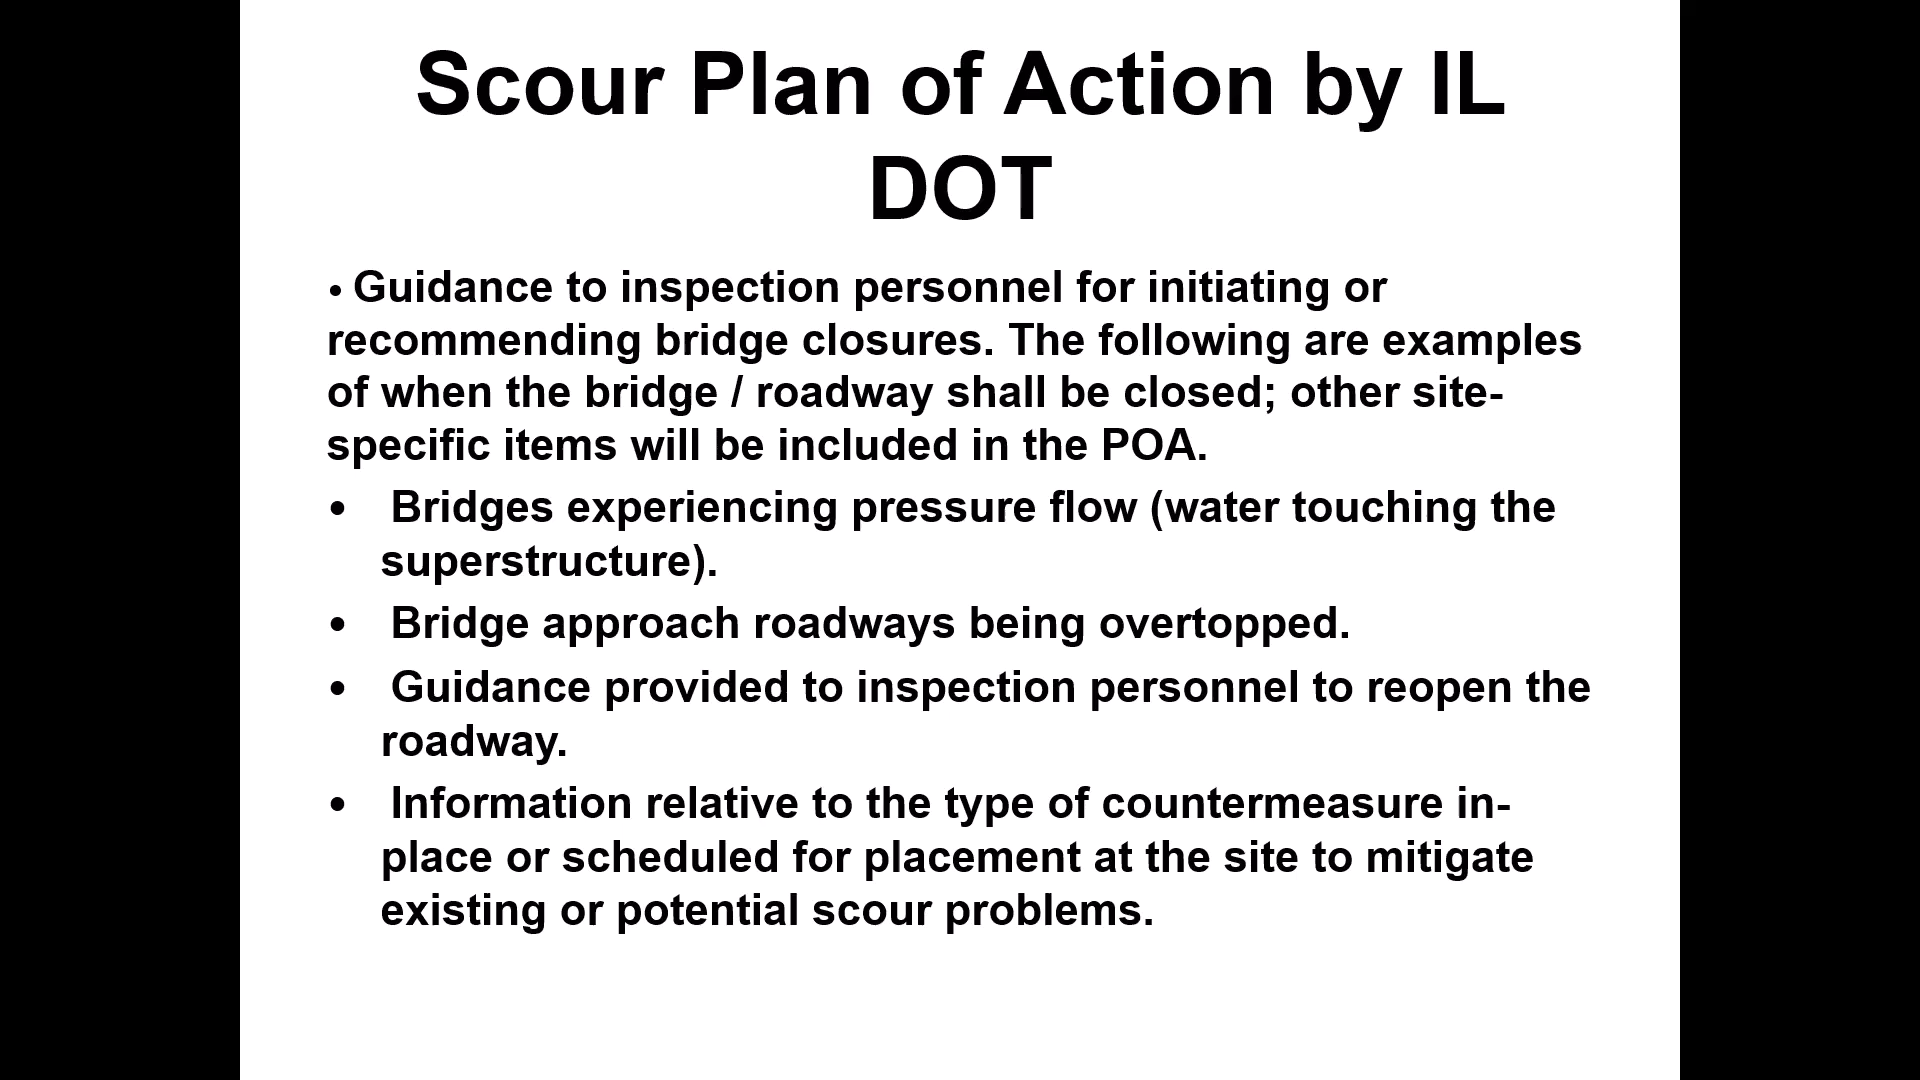 Scour Plan of Action by IL
DOT
• Guidance to inspection personnel for initiating or
recommending bridge closures. The following are examples
of when the bridge / roadway shall be closed; other site-
specific items will be included in the POA.
• Bridges experiencing pressure flow (water touching the
superstructure).
• Bridge approach roadways being overtopped.
• Guidance provided to inspection personnel to reopen the
roadway.
• Information relative to the type of countermeasure in-
place or scheduled for placement at the site to mitigate
existing or potential scour problems.